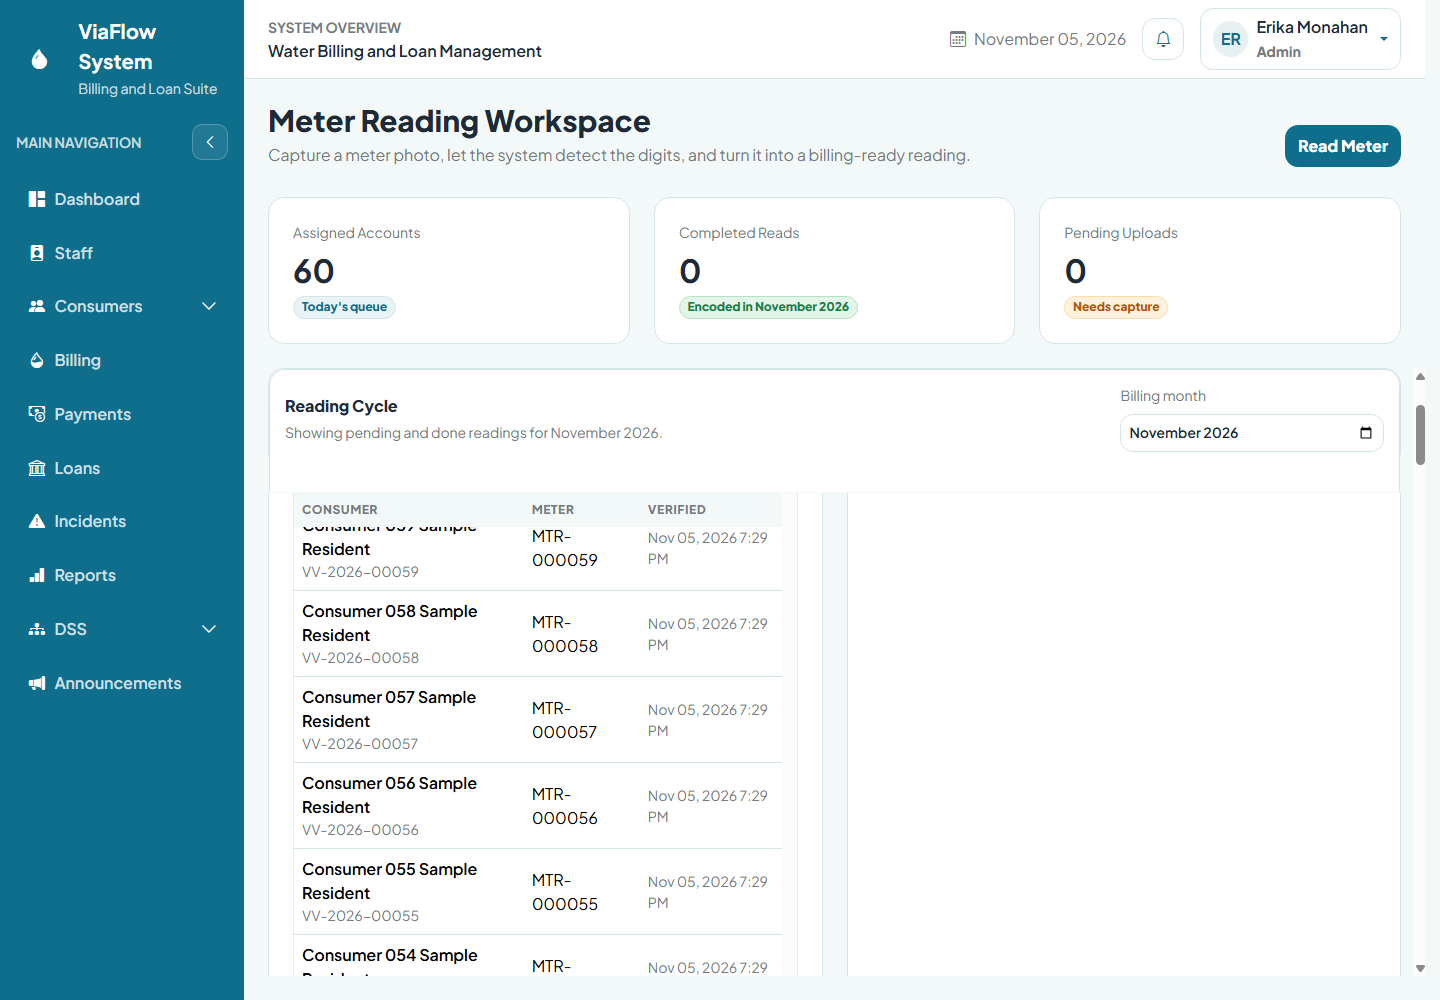 ViaFlow
System
Billing and Loan Suite
MAIN NAVIGATION
Dashboard
Staff
Consumers
Billing
Payments
Loans
Incidents
Reports
DSS
Announcements
SYSTEM OVERVIEW
Water Billing and Loan Management
November 05, 2026
ER
Erika Monahan
Admin
Meter Reading Workspace
Capture a meter photo, let the system detect the digits, and turn it into a billing-ready reading.
Read Meter
Assigned Accounts
60
Today's queue
Completed Reads
0
Encoded in November 2026
Pending Uploads
0
Needs capture
Reading Cycle
Showing pending and done readings for November 2026.
Billing month
November 2026
CONSUMER METER VERIFIED
Consumer 059 Sample
Resident
VV-2026-00059
MTR-
000059
Nov 05, 2026 7:29
PM
Consumer 058 Sample
Resident
VV-2026-00058
MTR-
000058
Nov 05, 2026 7:29
PM
Consumer 057 Sample
Resident
VV-2026-00057
MTR-
000057
Nov 05, 2026 7:29
PM
Consumer 056 Sample
Resident
VV-2026-00056
MTR-
000056
Nov 05, 2026 7:29
PM
Consumer 055 Sample
Resident
VV-2026-00055
MTR-
000055
Nov 05, 2026 7:29
PM
Consumer 054 Sample
MTR-
Nov 05, 2026 7:29